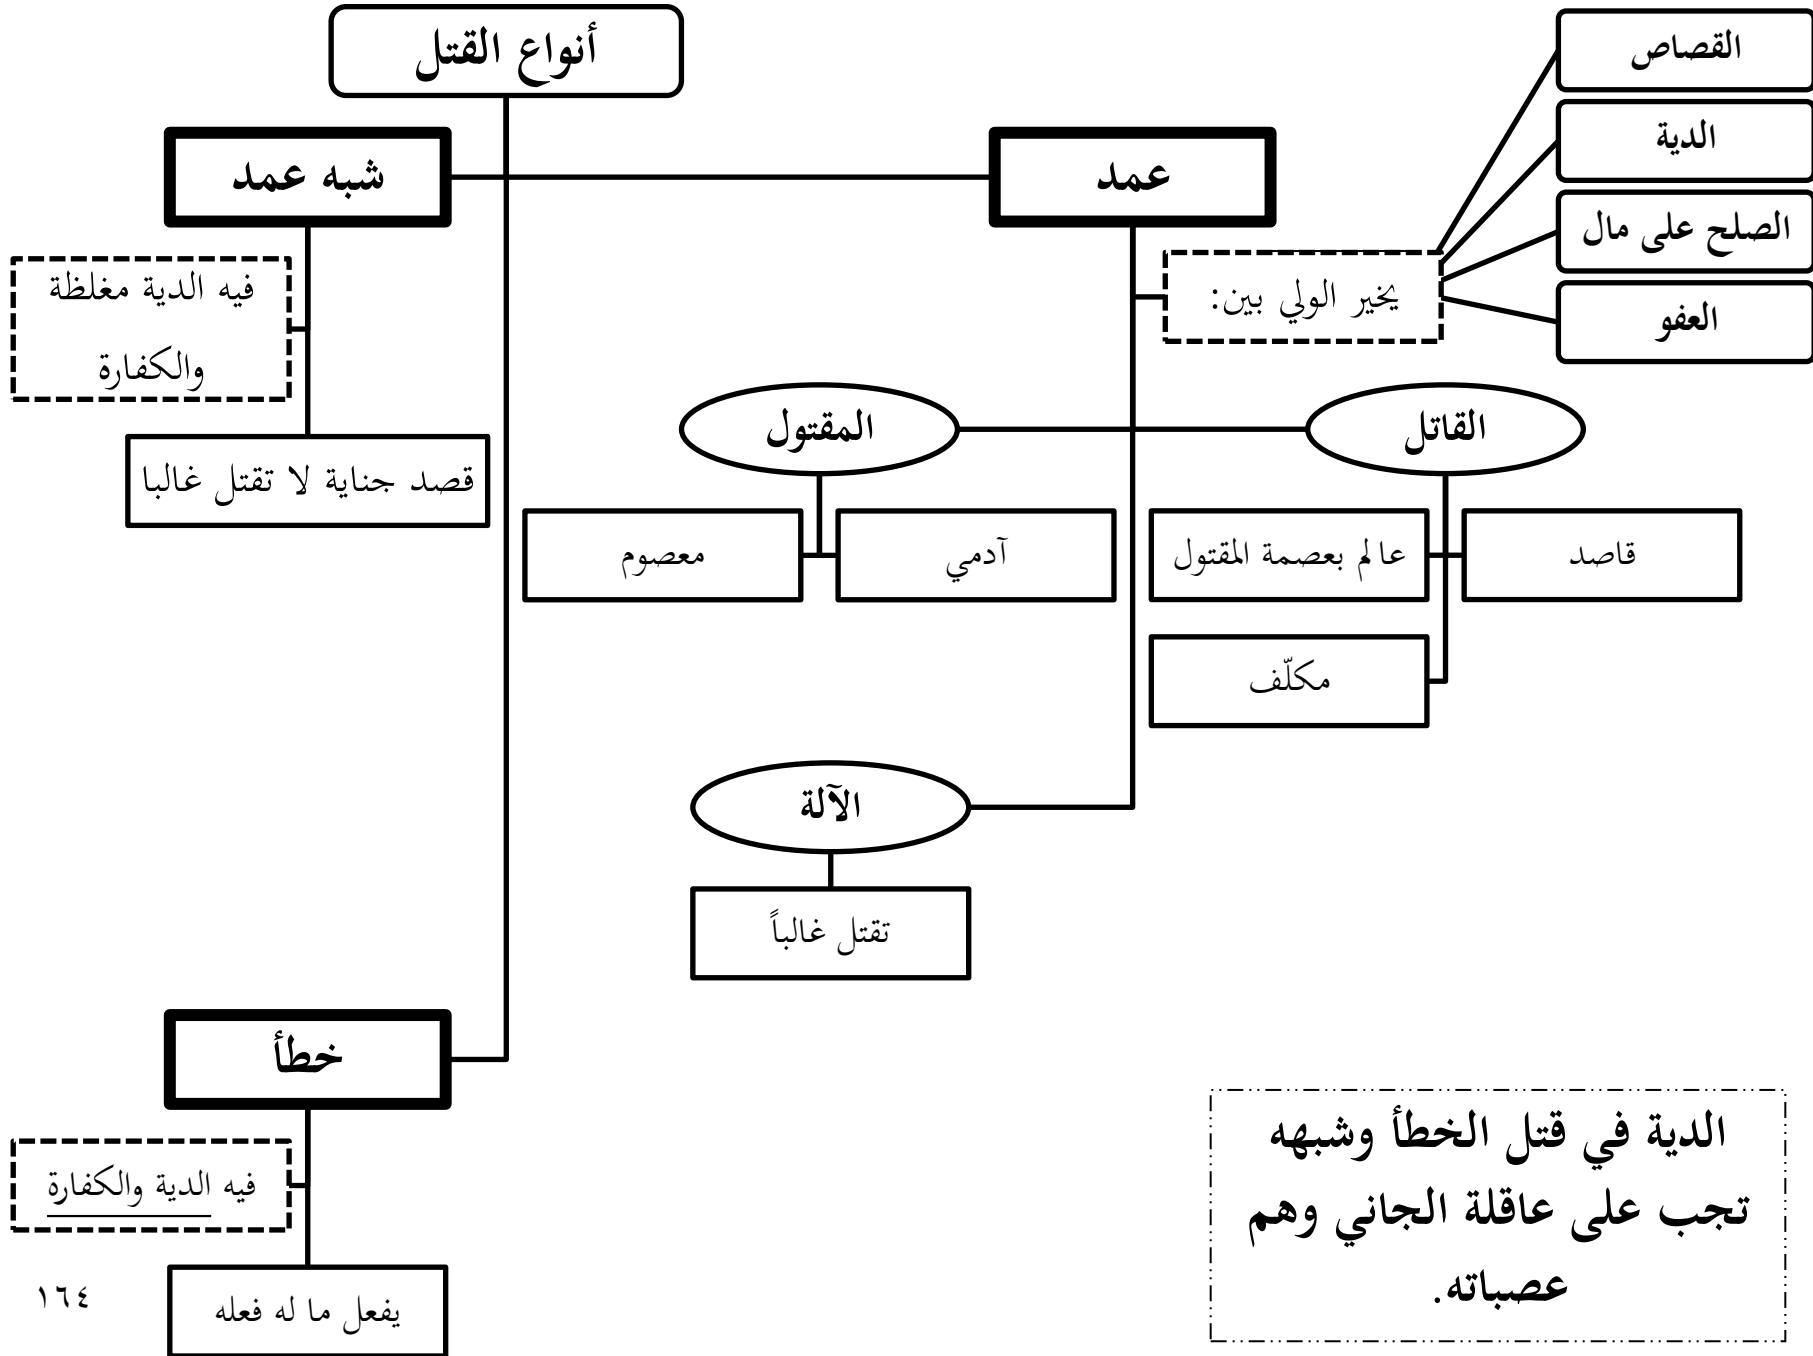 أنواع القتل
عمد
يخير الولي بين:
القصاص
الدية
الصلح على مال
العفو
القاتل
قاصد
عالم بعصمة المقتول
مكلّف
المقتول
آدمي
معصوم
الآلة
تقتل غالباً
شبه عمد
فيه الدية مغلظة
والكفارة
قصد جناية لا تقتل غالبا
خطأ
فيه الدية والكفارة
يفعل ما له فعله
الدية في قتل الخطأ وشبهه
تجب على عاقلة الجاني وهم
عصباته.
١٦٤